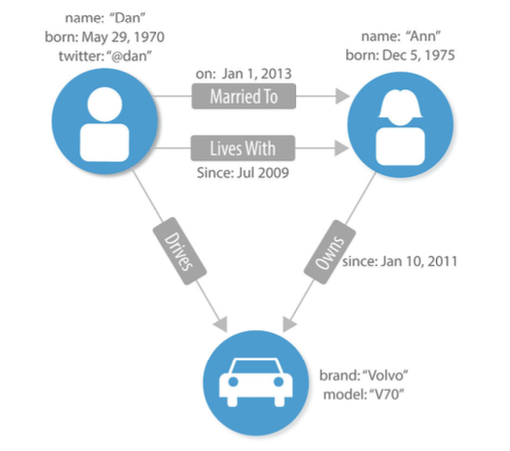 name: "Dan"
born: May 29, 1970
twitter: "@dan"
name: "Ann"
born: Dec 5, 1975
on: Jan 1, 2013
Married To
Lives With
Since: Jul 2009
Drives
Owns
since: Jan 10, 2011
brand: "Volvo"
model: "V70"